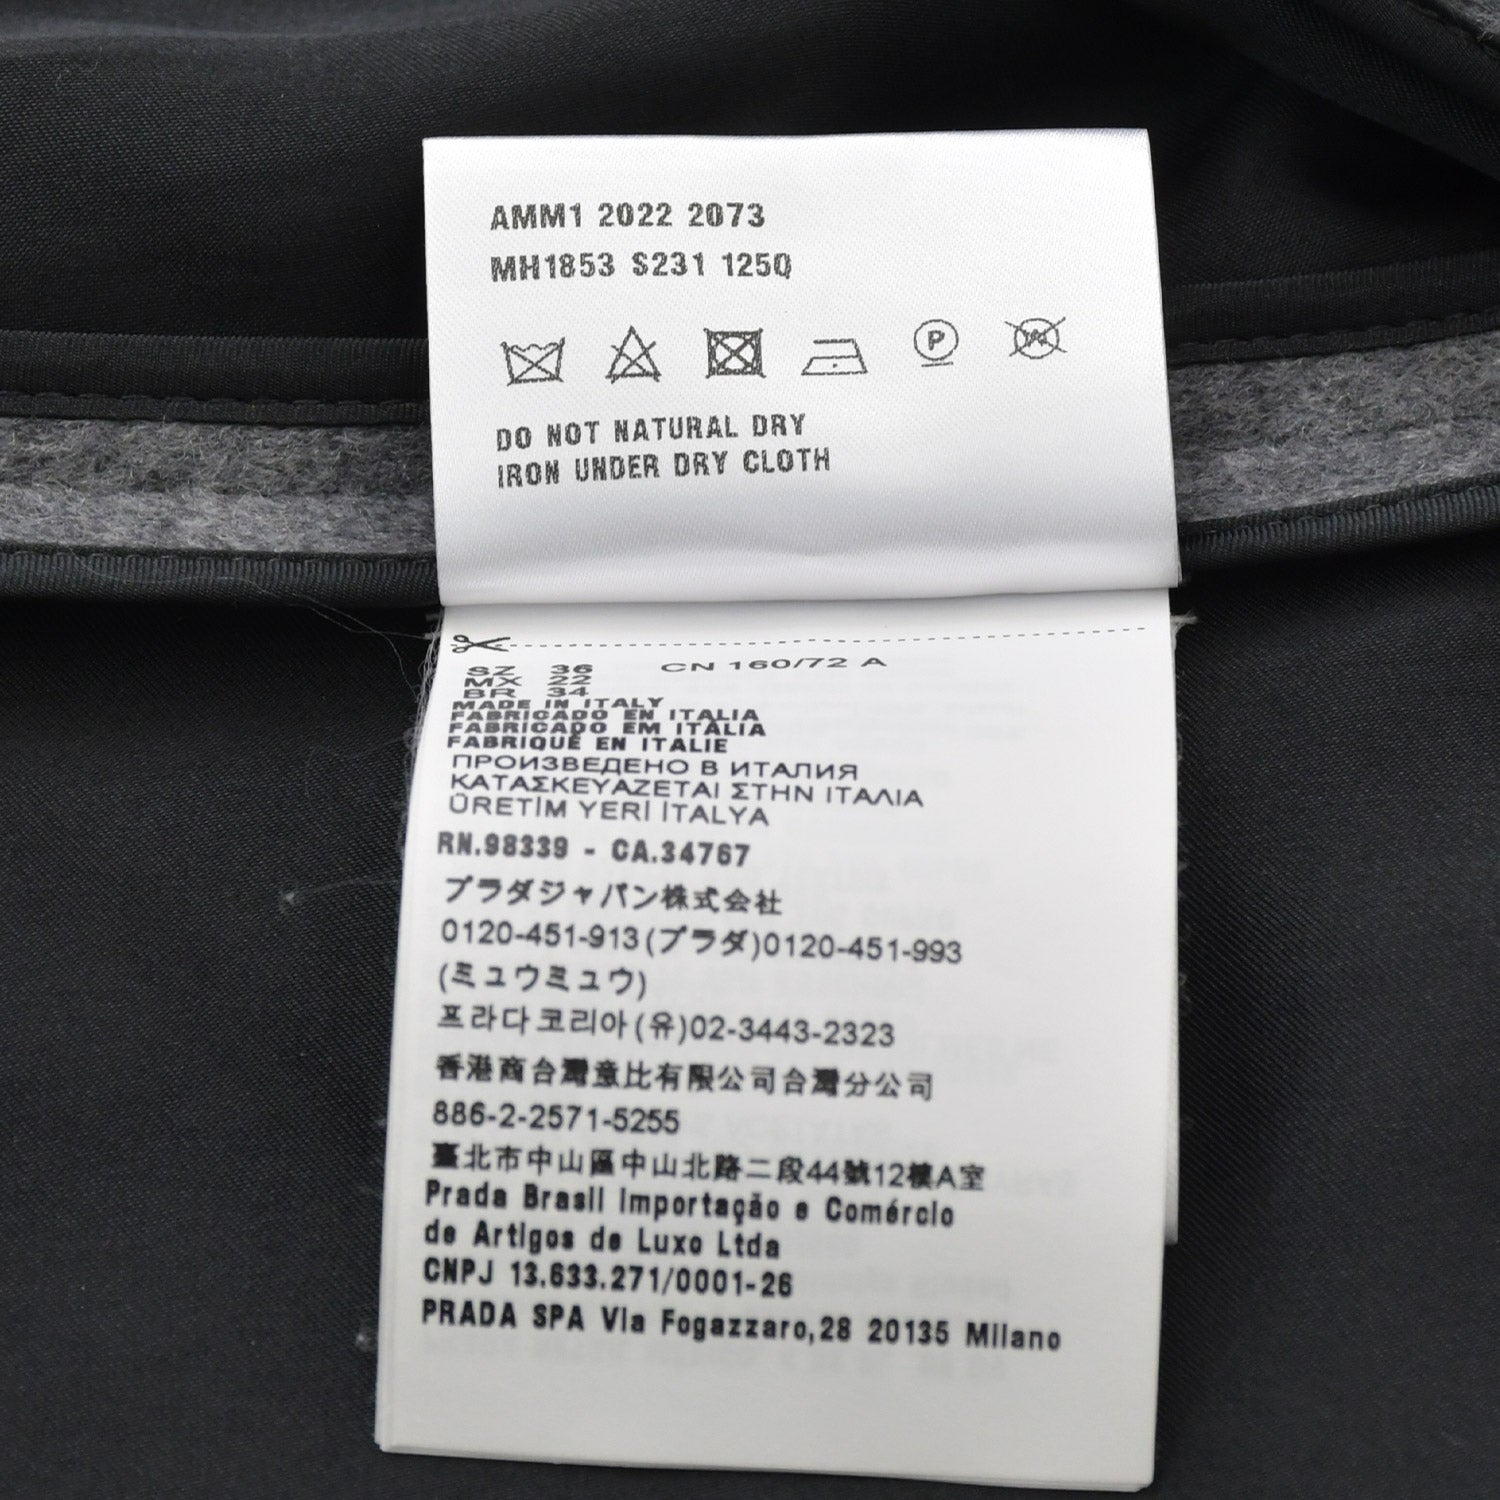 AMM1 2022 2073
MH1853 S231 125Q
P
W
DO NOT NATURAL DRY
IRON UNDER DRY CLOTH
SZ 36 CN 160/72 A
MX 22
BR 34
MADE IN ITALY
FABRICADO EN ITALIA
FABRICADO EM ITÁLIA
FABRIQUÉ EN ITALIE
ПРОИЗВЕДЕНО В ИТАЛИЯ
ΚΑΤΑΣΚΕΥΑΖΕΤΑΙ ΣΤΗΝ ΙΤΑΛΙΑ
ÜRETİM YERİ İTALYA
RN.98339 - CA.34767
プラダジャパン株式会社
0120-451-913(プラダ)0120-451-993
(ミュウミュウ)
프라다코리아(유)02-3443-2323
香港商台灣意比有限公司台灣分公司
886-2-2571-5255
臺北市中山區中山北路二段44號12樓A室
Prada Brasil Importação e Comércio
de Artigos de Luxo Ltda
CNPJ 13.633.271/0001-26
PRADA SPA Via Fogazzaro,28 20135 Milano